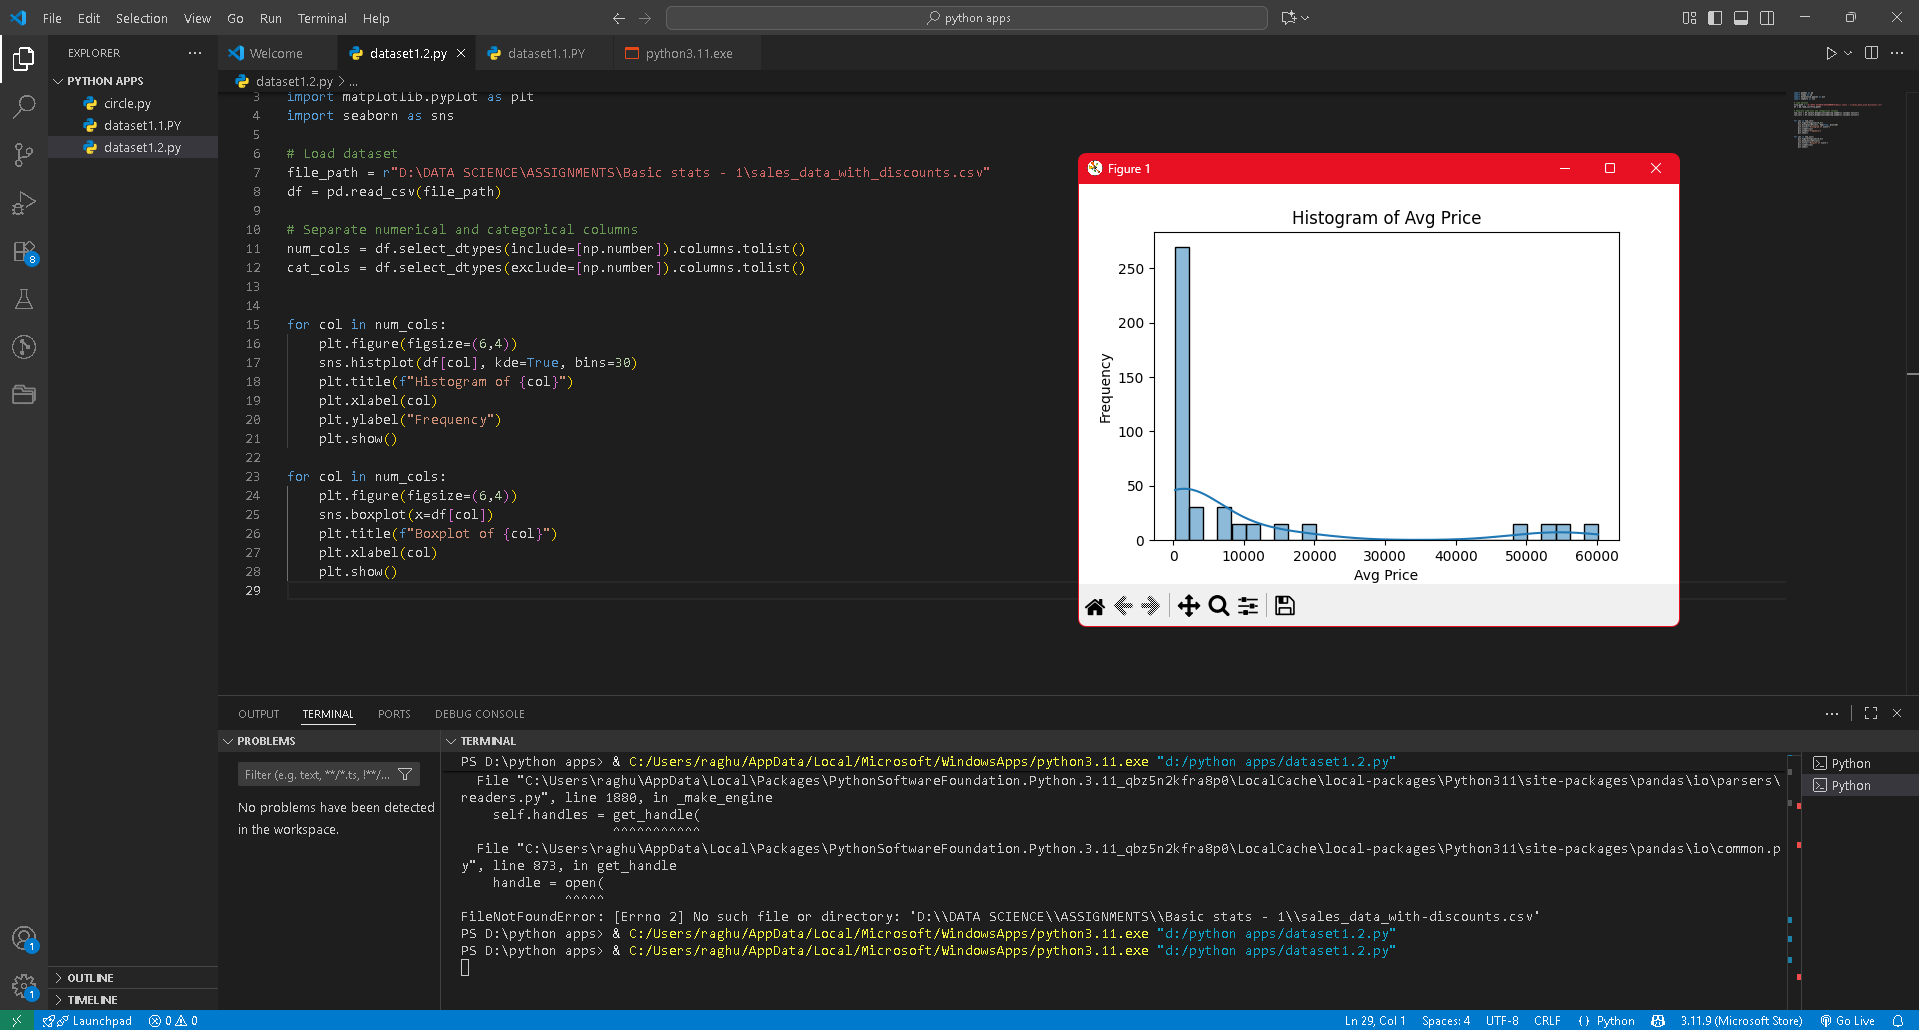 File Edit Selection View Go Run Terminal Help
python apps
EXPLORER
PYTHON APPS
circle.py
dataset1.1.PY
dataset1.2.py
8
1
1
OUTLINE
TIMELINE
Welcome
dataset1.2.py
dataset1.1.PY
python3.11.exe
dataset1.2.py > ...
3 import matplotlib.pyplot as plt
4 import seaborn as sns
5
6 # Load dataset
7 file_path = r"D:\DATA SCIENCE\ASSIGNMENTS\Basic stats - 1\sales_data_with_discounts.csv"
8 df = pd.read_csv(file_path)
9
10 # Separate numerical and categorical columns
11 num_cols = df.select_dtypes(include=[np.number]).columns.tolist()
12 cat_cols = df.select_dtypes(exclude=[np.number]).columns.tolist()
13
14
15 for col in num_cols:
16     plt.figure(figsize=(6,4))
17     sns.histplot(df[col], kde=True, bins=30)
18     plt.title(f"Histogram of {col}")
19     plt.xlabel(col)
20     plt.ylabel("Frequency")
21     plt.show()
22
23 for col in num_cols:
24     plt.figure(figsize=(6,4))
25     sns.boxplot(x=df[col])
26     plt.title(f"Boxplot of {col}")
27     plt.xlabel(col)
28     plt.show()
29
Figure 1
Histogram of Avg Price
Frequency
250
200
150
100
50
0
0 10000 20000 30000 40000 50000 60000
Avg Price
OUTPUT TERMINAL PORTS DEBUG CONSOLE
PROBLEMS
Filter (e.g. text, **/*.ts, !**/...
No problems have been detected
in the workspace.
TERMINAL
PS D:\python apps> & C:/Users/raghu/AppData/Local/Microsoft/WindowsApps/python3.11.exe "d:/python apps/dataset1.2.py"
  File "C:\Users\raghu\AppData\Local\Packages\PythonSoftwareFoundation.Python.3.11_qbz5n2kfra8p0\LocalCache\local-packages\Python311\site-packages\pandas\io\parsers\
readers.py", line 1880, in _make_engine
    self.handles = get_handle(
                   ^^^^^^^^^^^
  File "C:\Users\raghu\AppData\Local\Packages\PythonSoftwareFoundation.Python.3.11_qbz5n2kfra8p0\LocalCache\local-packages\Python311\site-packages\pandas\io\common.p
y", line 873, in get_handle
    handle = open(
             ^^^^^
FileNotFoundError: [Errno 2] No such file or directory: 'D:\\DATA SCIENCE\\ASSIGNMENTS\\Basic stats - 1\\sales_data_with-discounts.csv'
PS D:\python apps> & C:/Users/raghu/AppData/Local/Microsoft/WindowsApps/python3.11.exe "d:/python apps/dataset1.2.py"
PS D:\python apps> & C:/Users/raghu/AppData/Local/Microsoft/WindowsApps/python3.11.exe "d:/python apps/dataset1.2.py"
Python
Python
Launchpad 0 0
Ln 29, Col 1 Spaces: 4 UTF-8 CRLF {} Python 3.11.9 (Microsoft Store) Go Live